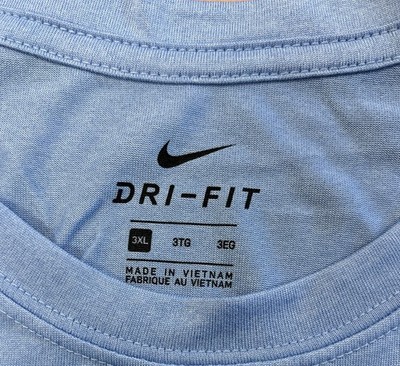 DRI-FIT
3XL 3TG 3EG
MADE IN VIETNAM
FABRIQUE AU VIETNAM